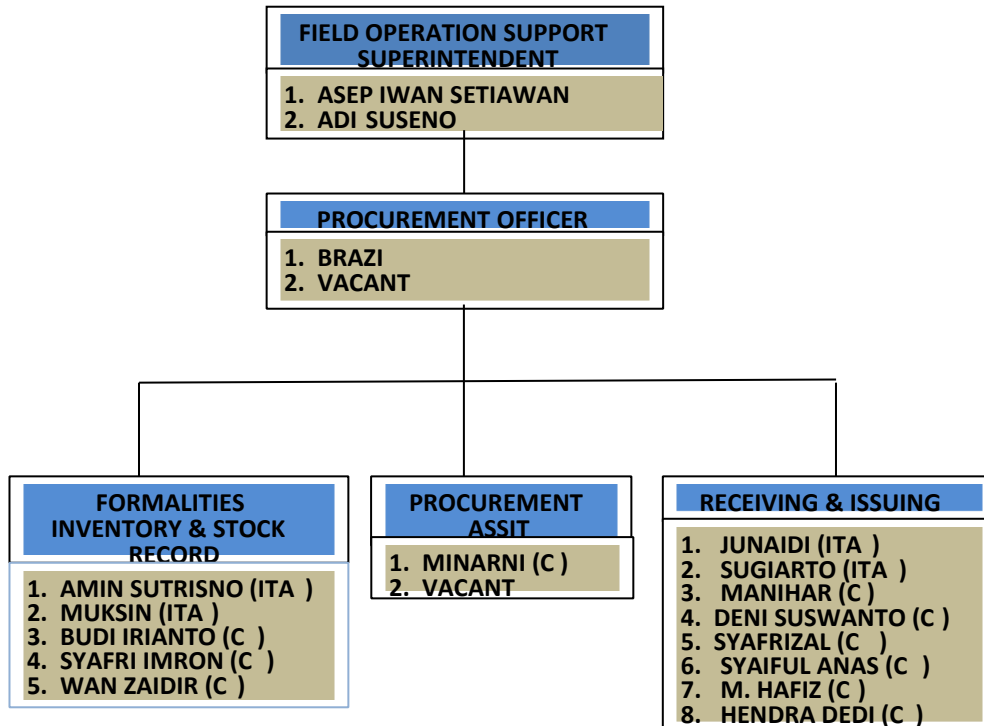 FIELD OPERATION SUPPORT
SUPERINTENDENT
1. ASEP IWAN SETIAWAN
2. ADI SUSENO
PROCUREMENT OFFICER
1. BRAZI
2. VACANT
FORMALITIES
INVENTORY & STOCK
RECORD
1. AMIN SUTRISNO (ITA )
2. MUKSIN (ITA )
3. BUDI IRIANTO (C )
4. SYAFRI IMRON (C )
5. WAN ZAIDIR (C )
PROCUREMENT
ASSIT
1. MINARNI (C )
2. VACANT
RECEIVING & ISSUING
1. JUNAIDI (ITA )
2. SUGIARTO (ITA )
3. MANIHAR (C )
4. DENI SUSWANTO (C )
5. SYAFRIZAL (C )
6. SYAIFUL ANAS (C )
7. M. HAFIZ (C )
8. HENDRA DEDI (C )